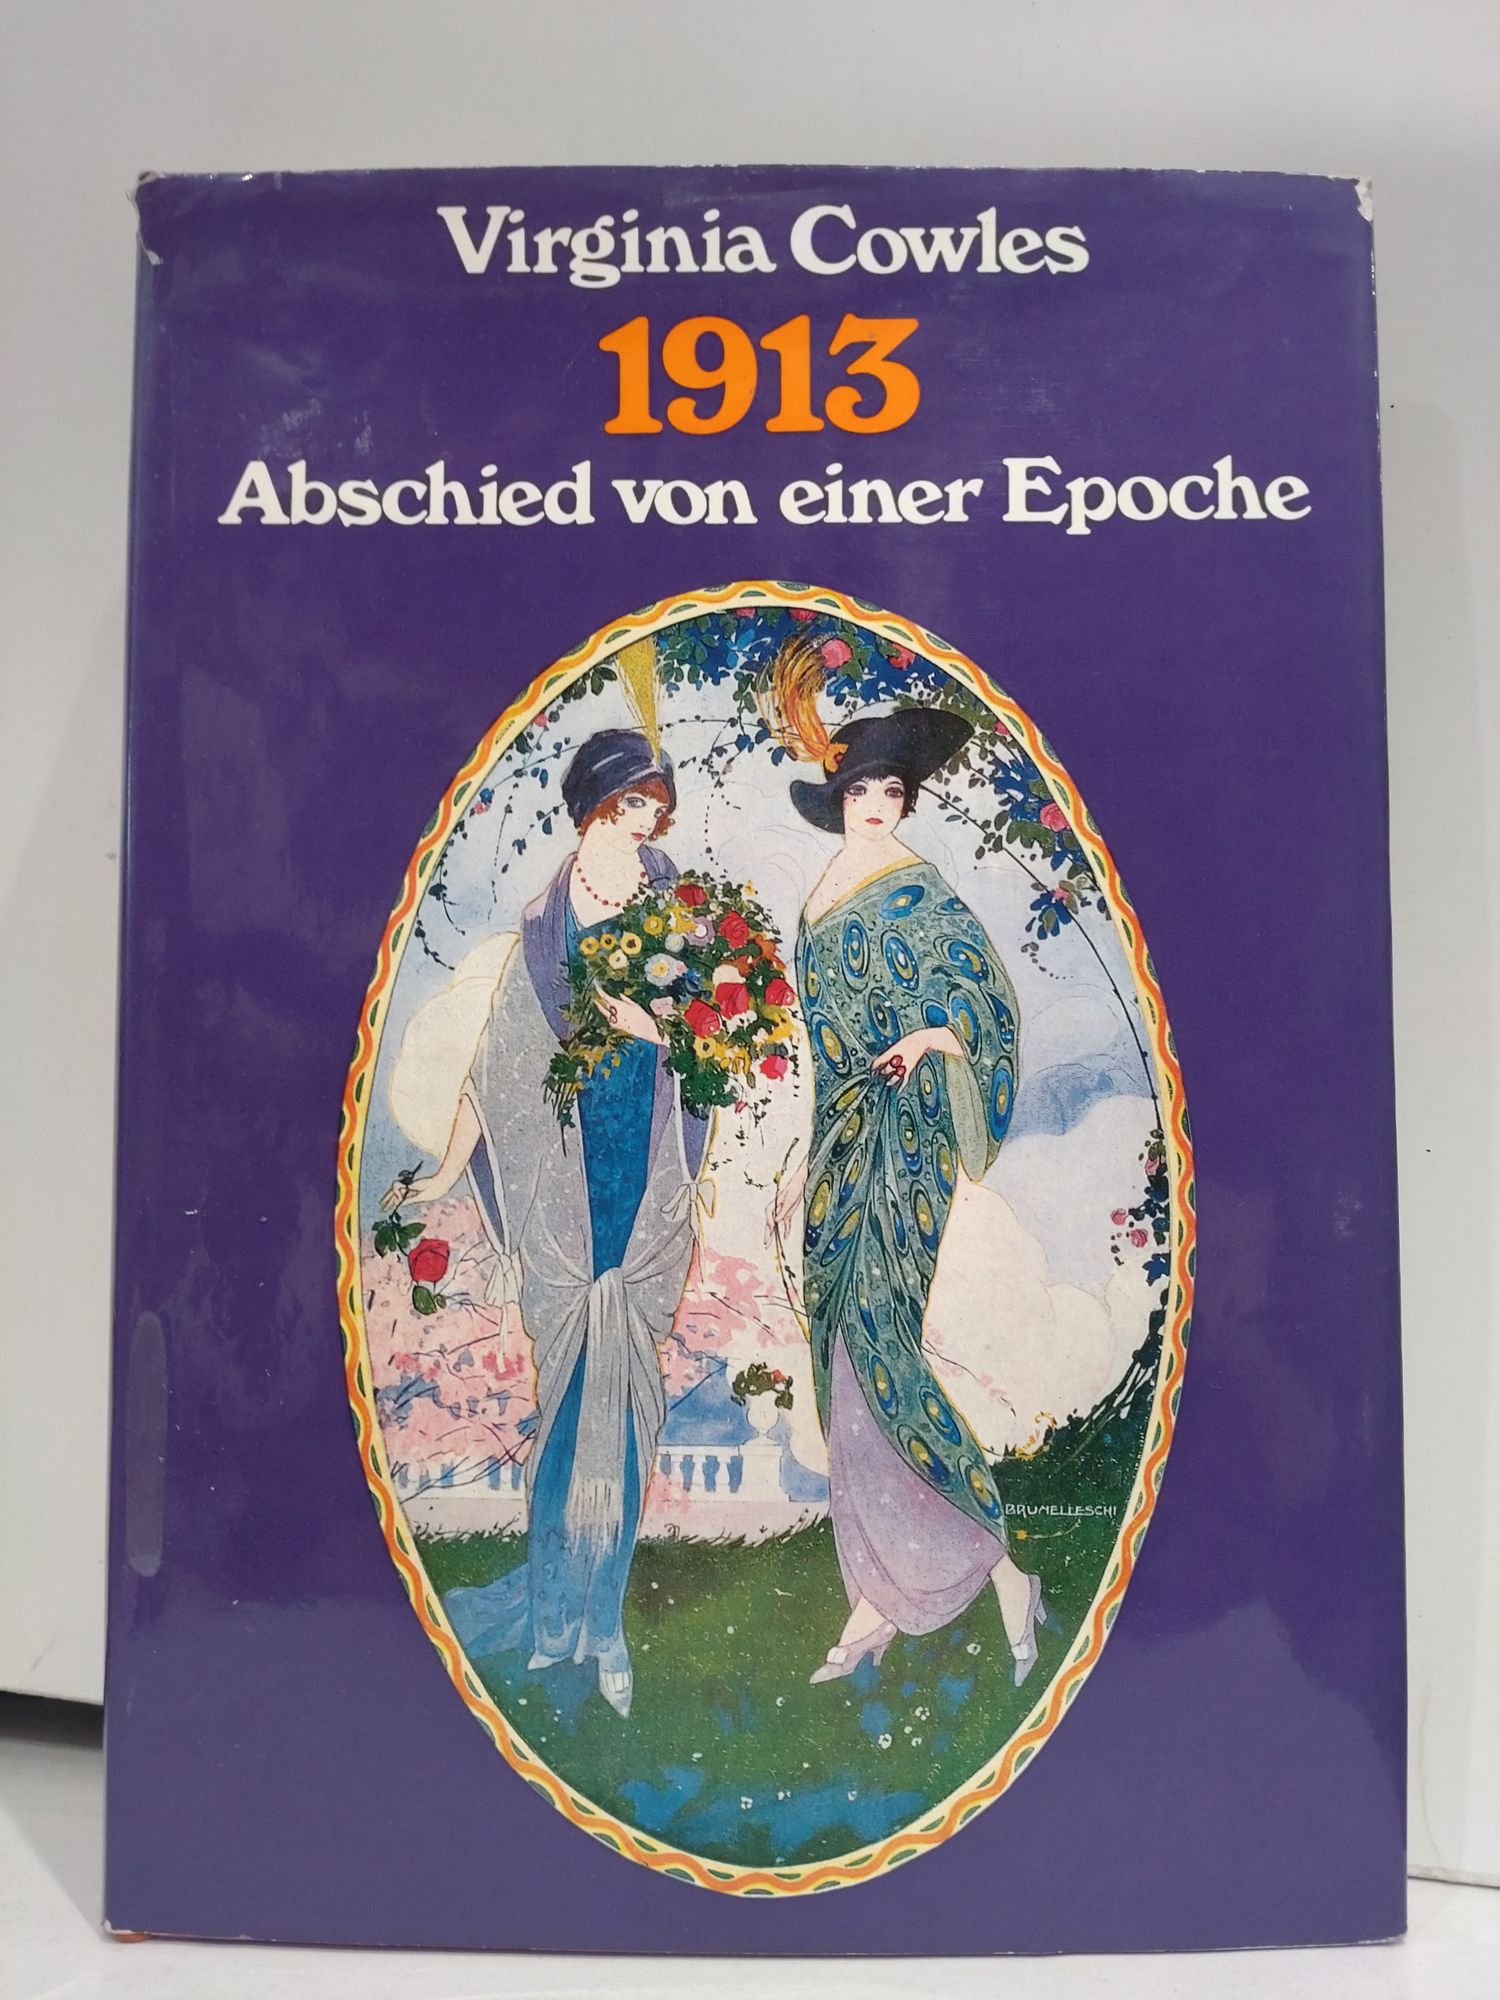 Virginia Cowles
1913
Abschied von einer Epoche
BRUNELLESCHI